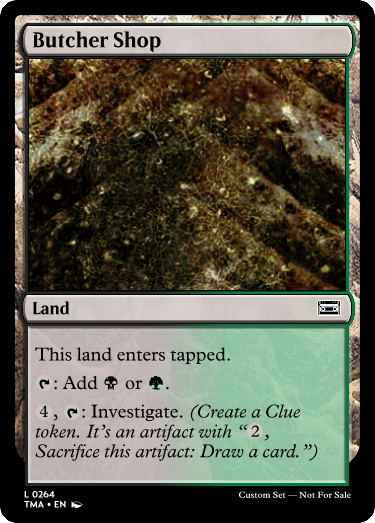 Butcher Shop
Land
This land enters tapped.
: Add or .
4, : Investigate. (Create a Clue
token. It's an artifact with “2,
Sacrifice this artifact: Draw a card.”)
L 0264
TMA • EN
Custom Set — Not For Sale